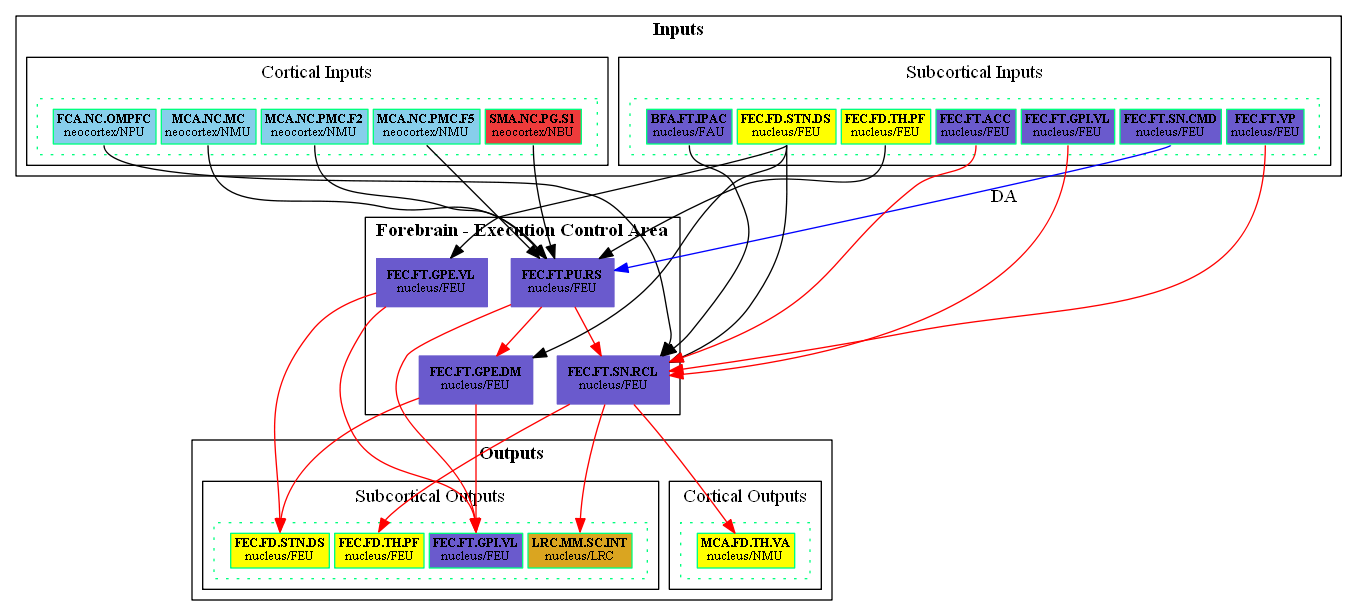 Inputs
Cortical Inputs
Subcortical Inputs
FCA.NC.OMPFC
neocortex/NPU
MCA.NC.MC
neocortex/NMU
MCA.NC.PMC.F2
neocortex/NMU
MCA.NC.PMC.F5
neocortex/NMU
SMA.NC.PG.S1
neocortex/NEU
BFA.FT.IPAC
nucleus/FAU
FEC.FD.STN.DS
nucleus/FEU
FEC.FD.TH.PF
nucleus/FEU
FEC.FT.ACC
nucleus/FEU
FEC.FT.GPI.VL
nucleus/FEU
FEC.FT.SN.CMD
nucleus/FEU
FEC.FT.VP
nucleus/FEU
DA
Forebrain - Execution Control Area
FEC.FT.GPE.VL
nucleus/FEU
FEC.FT.PU.RS
nucleus/FEU
FEC.FT.GPE.DM
nucleus/FEU
FEC.FT.SN.RCL
nucleus/FEU
Outputs
Subcortical Outputs
Cortical Outputs
FEC.FD.STN.DS
nucleus/FEU
FEC.FD.TH.PF
nucleus/FEU
FEC.FT.GPI.VL
nucleus/FEU
LRC.MM.SC.INT
nucleus/LRC
MCA.FD.TH.VA
nucleus/NMU